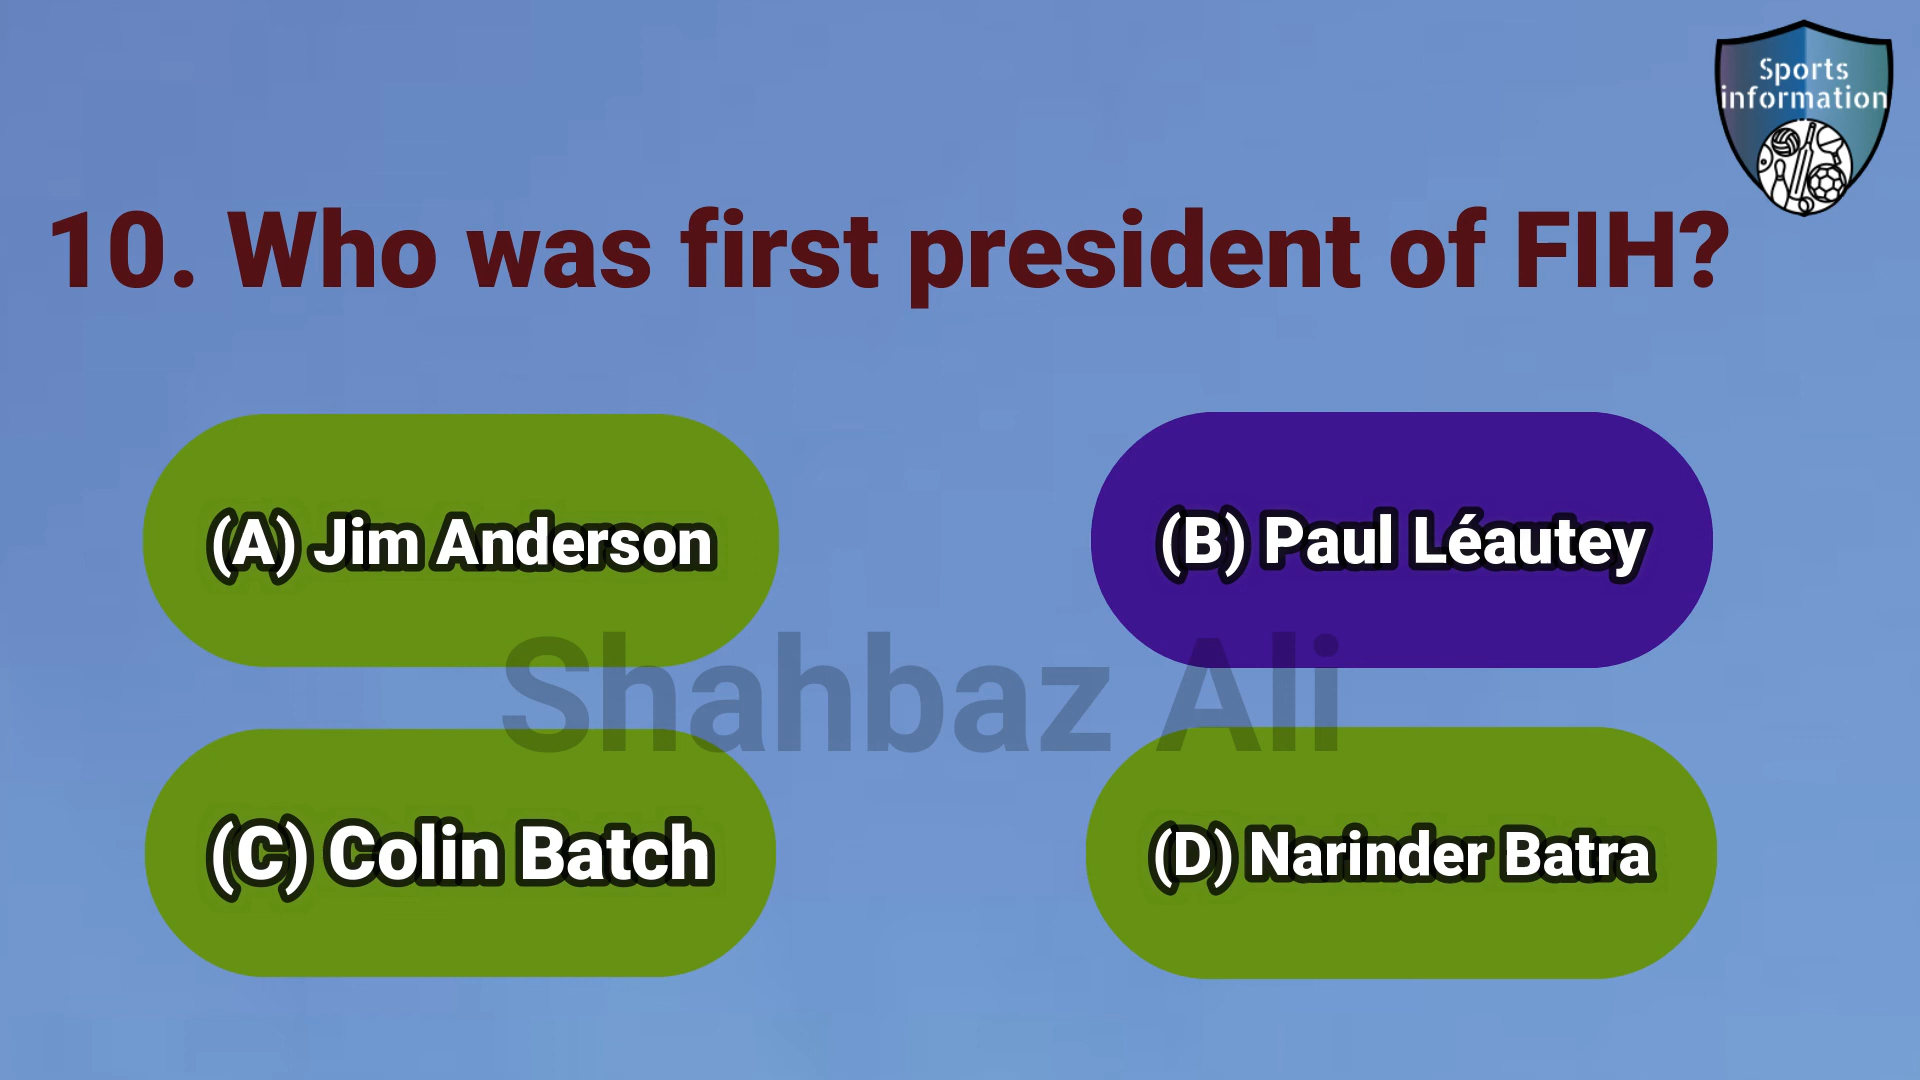 Sports
information
10. Who was first president of FIH?
(A) Jim Anderson
(B) Paul Léautey
Shahbaz Ali
(C) Colin Batch
(D) Narinder Batra